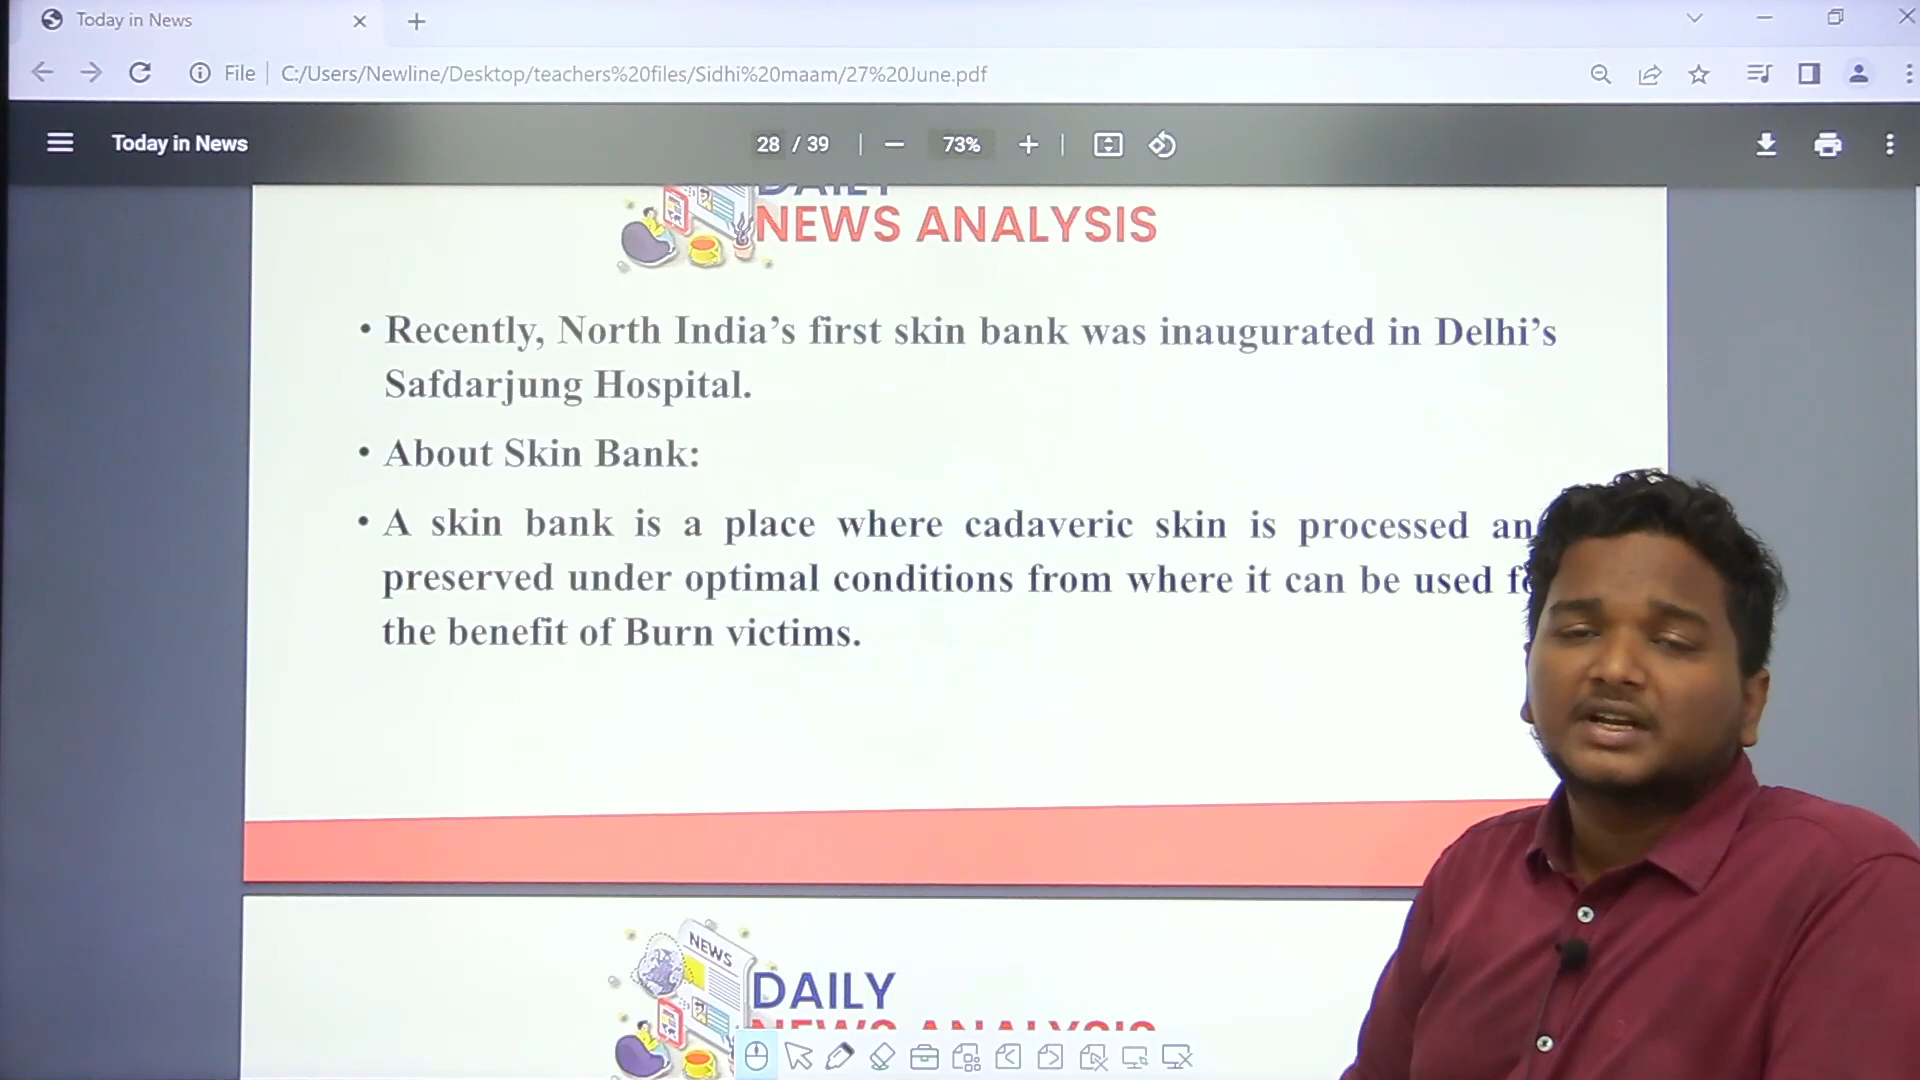 Today in News
File
C:/Users/Newline/Desktop/teachers%20files/Sidhi%20maam/27%20June.pdf
Today in News
28 / 39
73%
DAILY
NEWS ANALYSIS
• Recently, North India's first skin bank was inaugurated in Delhi's
Safdarjung Hospital.
• About Skin Bank:
• A skin bank is a place where cadaveric skin is processed
preserved under optimal conditions from where it can be used
the benefit of Burn victims.
NEWS
DAILY
NEWS ANALYSIS